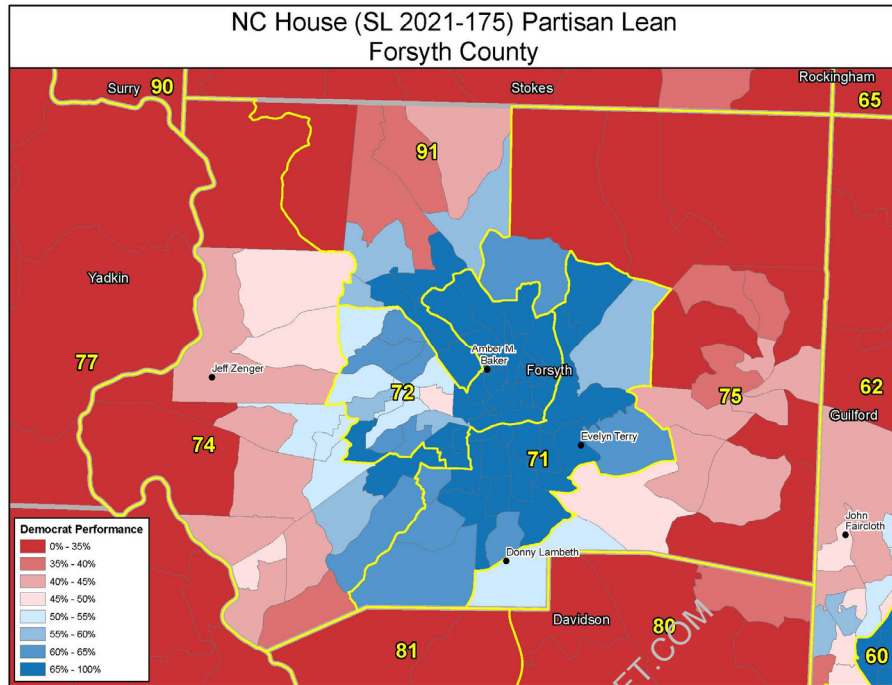 NC House (SL 2021-175) Partisan Lean
Forsyth County
Surry
90
Stokes
Rockingham
65
91
Yadkin
77
Jeff Zenger
Amber M.
Baker
Forsyth
72
75
62
Guilford
74
71
Evelyn Terry
John
Faircloth
Donny Lambeth
Davidson
80
81
60
FT.COM
Democrat Performance
0% - 35%
35% - 40%
40% - 45%
45% - 50%
50% - 55%
55% - 60%
60% - 65%
65% - 100%